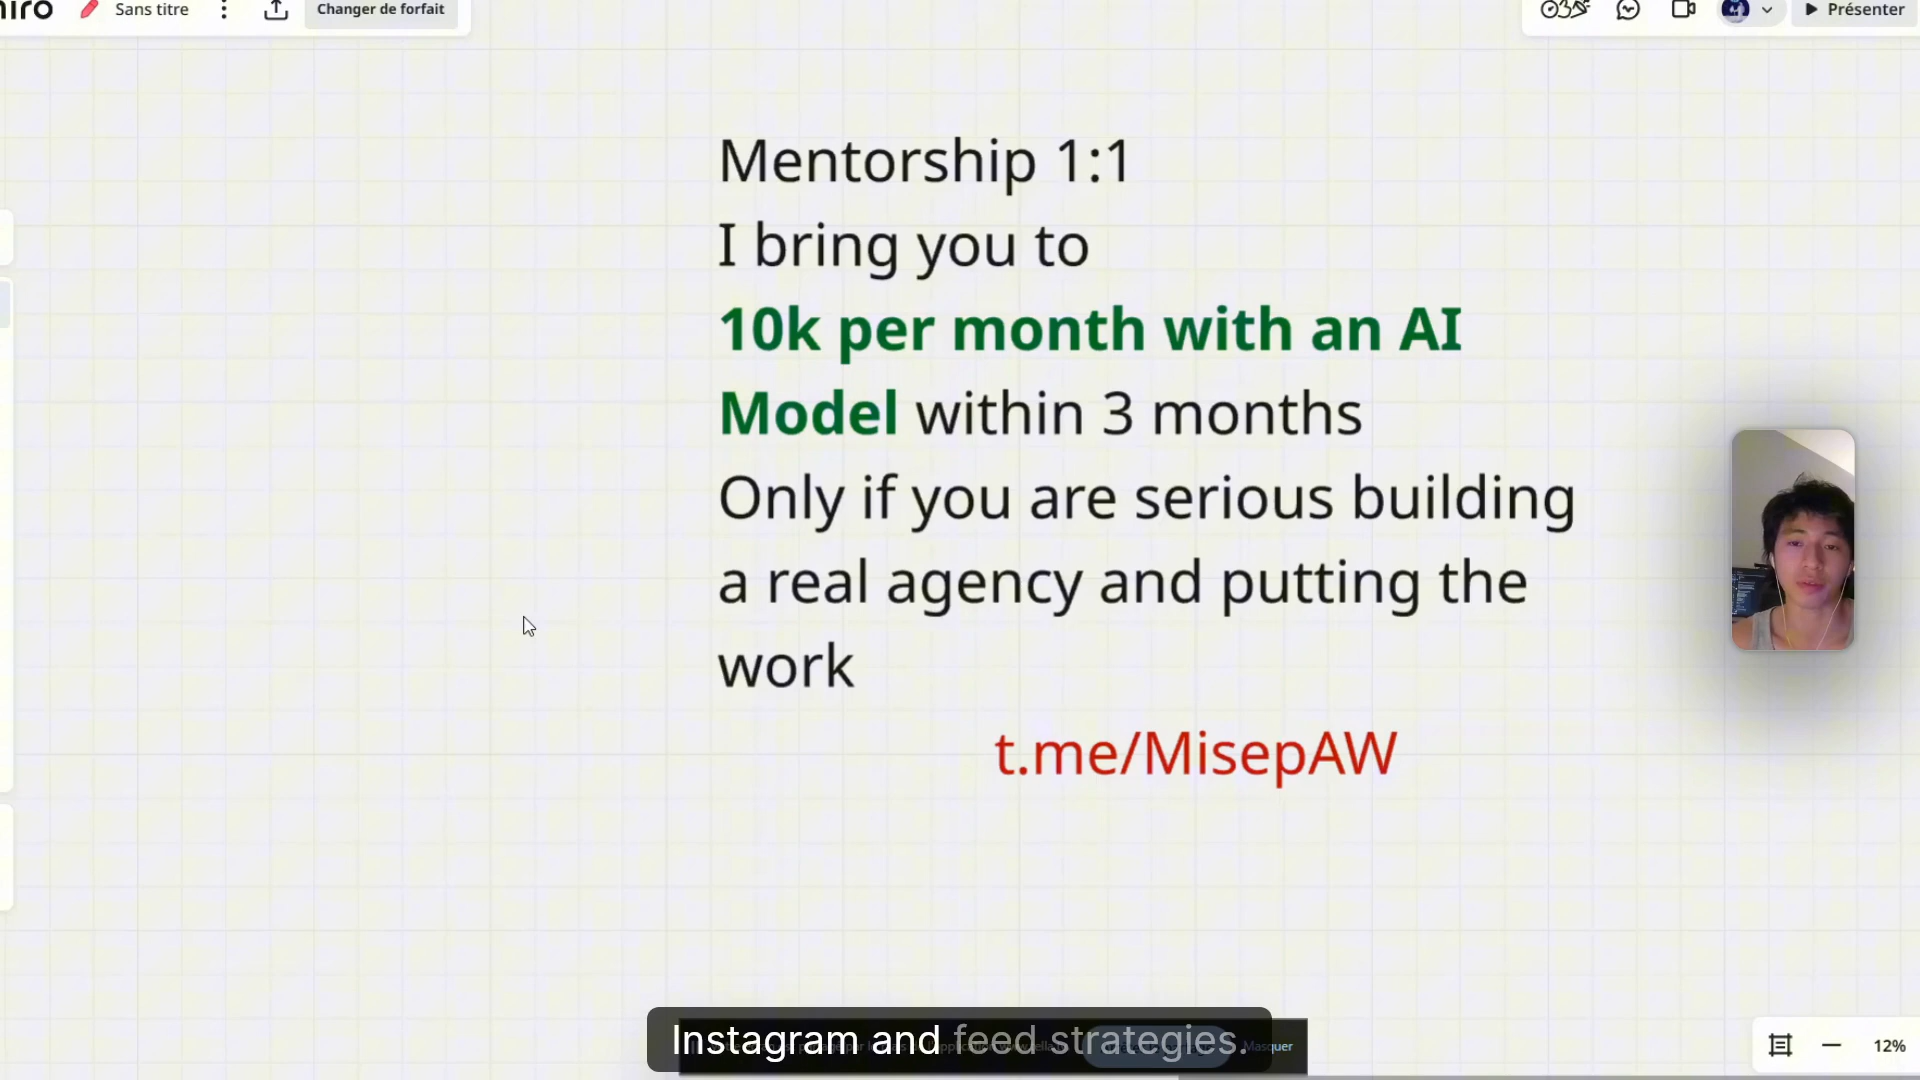 miro
Sans titre
Changer de forfait
Présenter
Mentorship 1:1
I bring you to
10k per month with an AI
Model within 3 months
Only if you are serious building
a real agency and putting the
work
t.me/MisepAW
Instagram and feed strategies.
Masquer
12%